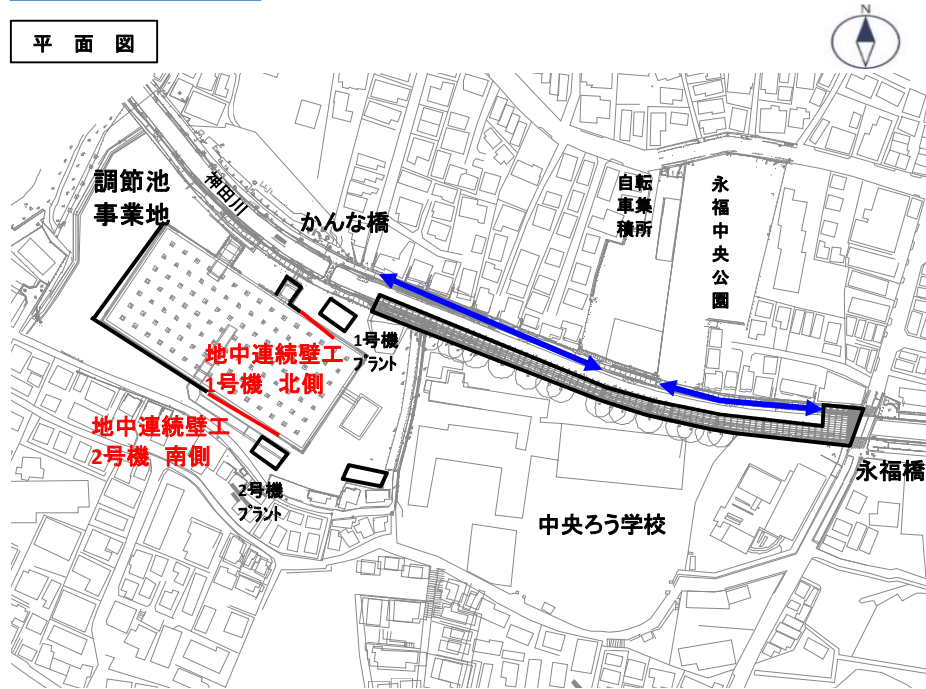 N
平 面 図
調節池
事業地
神田川
かんな橋
自転
車集
積所
永福中央公園
1号機
プラント
地中連続壁工
1号機 北側
地中連続壁工
2号機 南側
2号機
プラント
永福橋
中央ろう学校